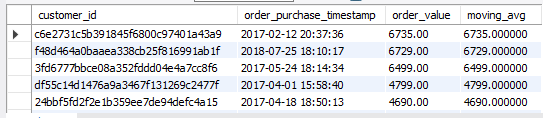 customer_id order_purchase_timestamp order_value moving_avg
c6e2731c5b391845f6800c97401a43a9 2017-02-12 20:37:36 6735.00 6735.000000
f48d464a0baaea338cb25f816991ab1f 2018-07-25 18:10:17 6729.00 6729.000000
3fd6777bbce08a352fddd04e4a7cc8f6 2017-05-24 18:14:34 6499.00 6499.000000
df55c14d1476a9a3467f131269c2477f 2017-04-01 15:58:40 4799.00 4799.000000
24bbf5fd2f2e1b359ee7de94defc4a15 2017-04-18 18:50:13 4690.00 4690.000000